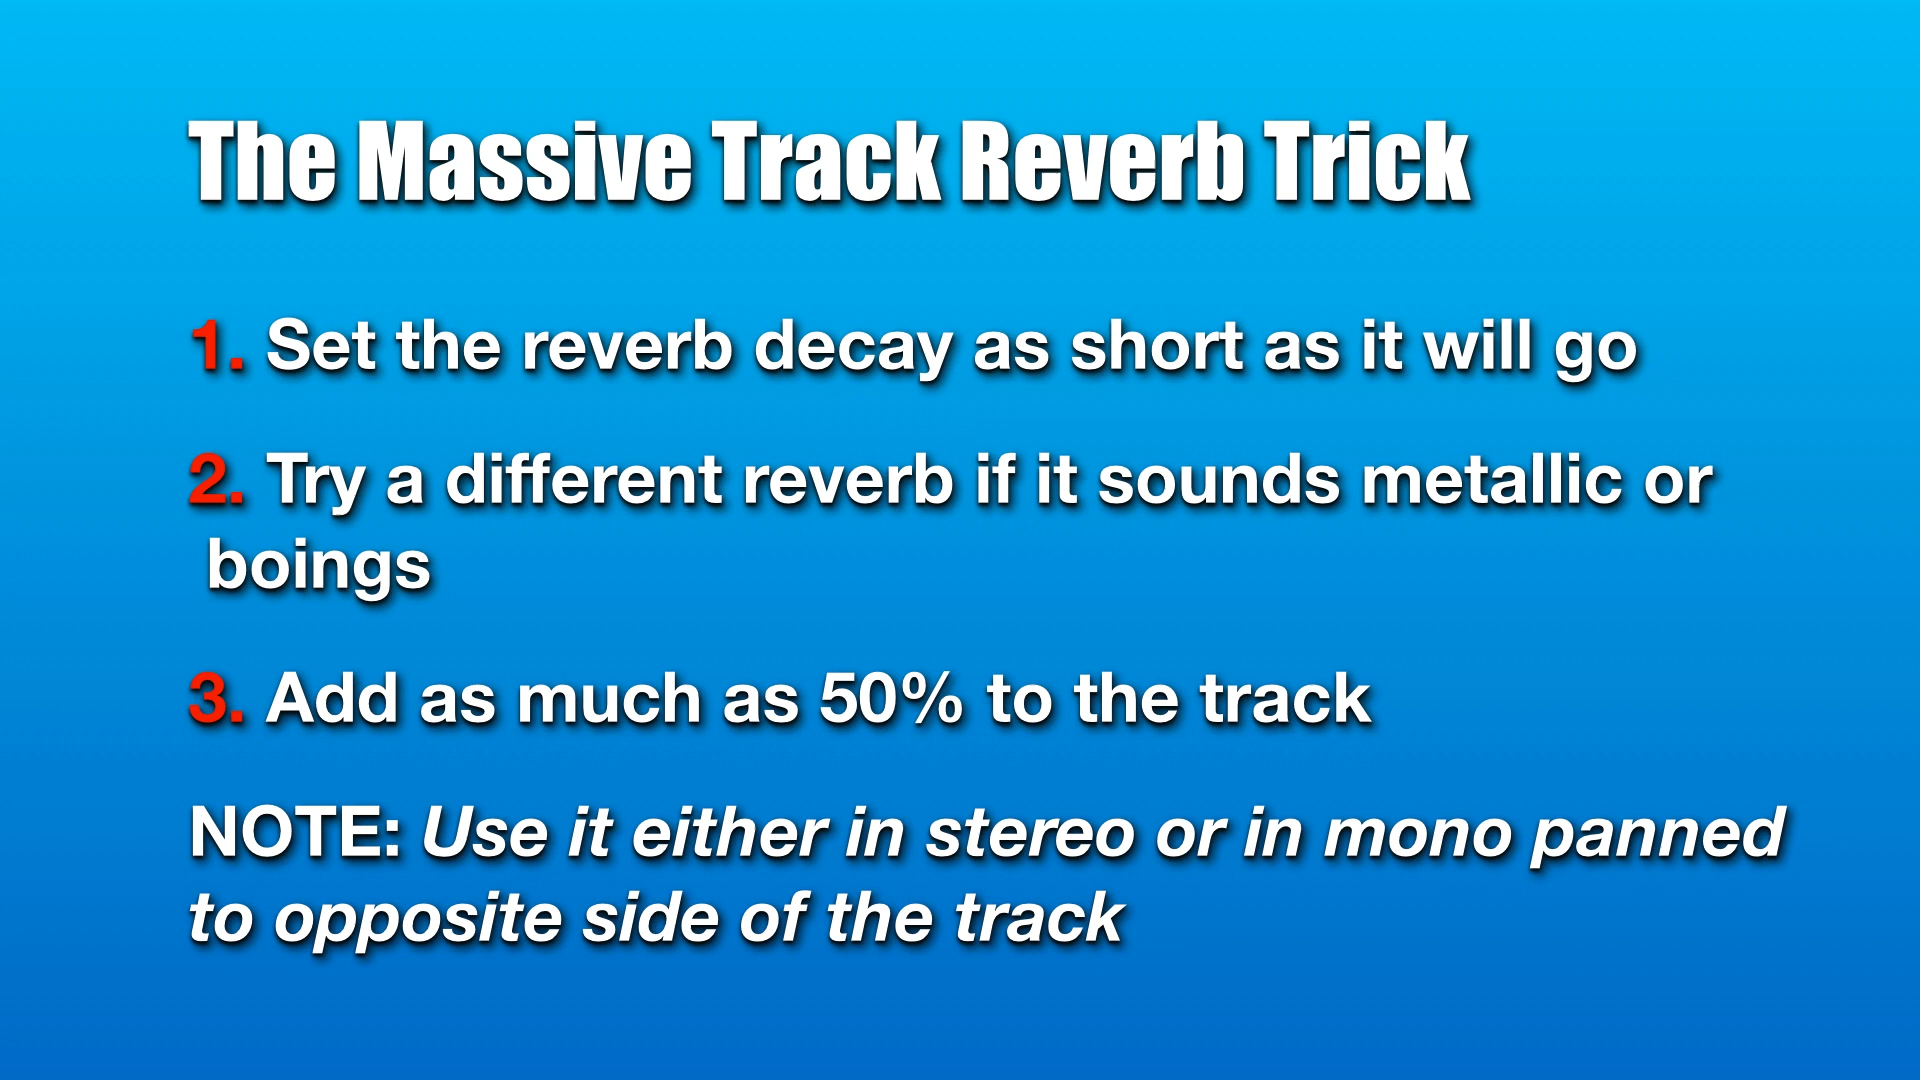 The Massive Track Reverb Trick
1. Set the reverb decay as short as it will go
2. Try a different reverb if it sounds metallic or
boings
3. Add as much as 50% to the track
NOTE: Use it either in stereo or in mono panned
to opposite side of the track